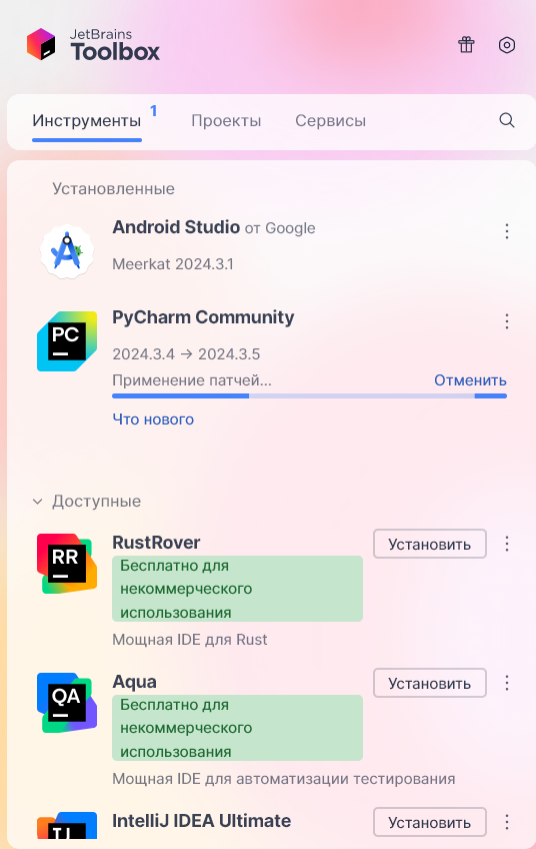 JetBrains
Toolbox
Инструменты 1 Проекты Сервисы
Установленные
Android Studio от Google
Meerkat 2024.3.1
PC
PyCharm Community
2024.3.4 → 2024.3.5
Применение патчей... Отменить
Что нового
Доступные
RR
RustRover Установить
Бесплатно для
некоммерческого
использования
Мощная IDE для Rust
QA
Aqua Установить
Бесплатно для
некоммерческого
использования
Мощная IDE для автоматизации тестирования
IntelliJ IDEA Ultimate Установить